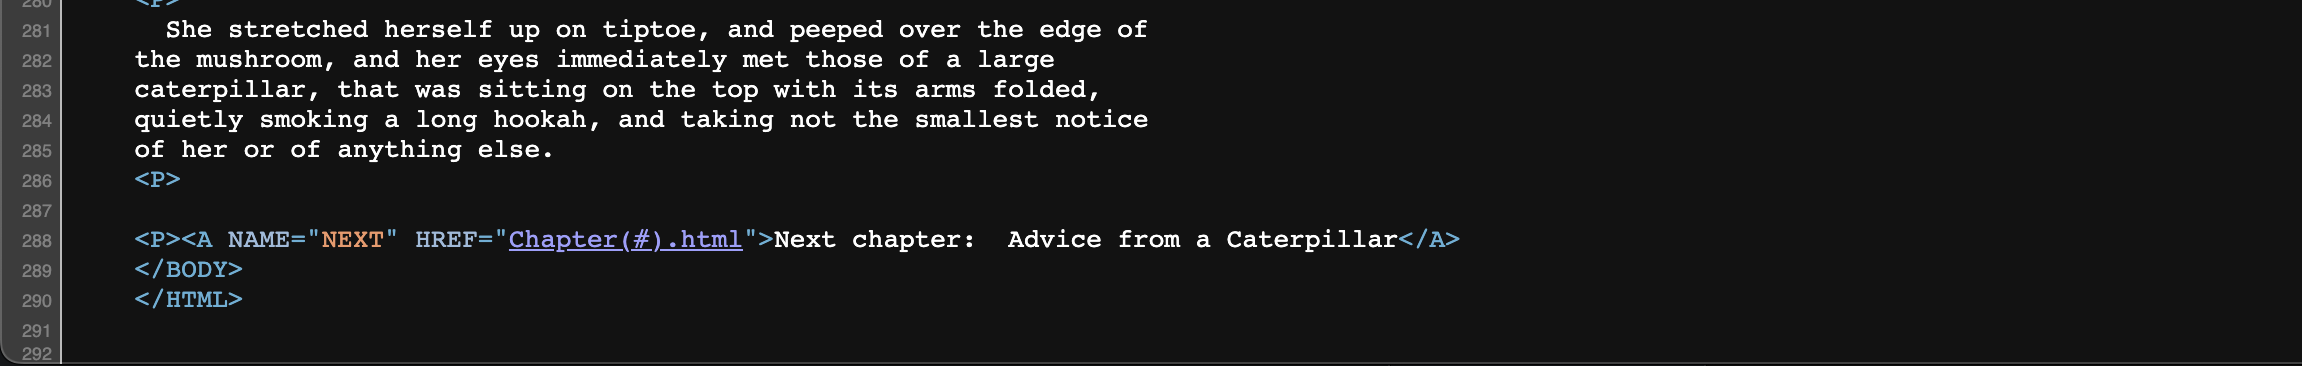 280 <P>
281 She stretched herself up on tiptoe, and peeped over the edge of
282 the mushroom, and her eyes immediately met those of a large
283 caterpillar, that was sitting on the top with its arms folded,
284 quietly smoking a long hookah, and taking not the smallest notice
285 of her or of anything else.
286 <P>
287
288 <P><A NAME="NEXT" HREF="Chapter(#).html">Next chapter:  Advice from a Caterpillar</A>
289 </BODY>
290 </HTML>
291
292